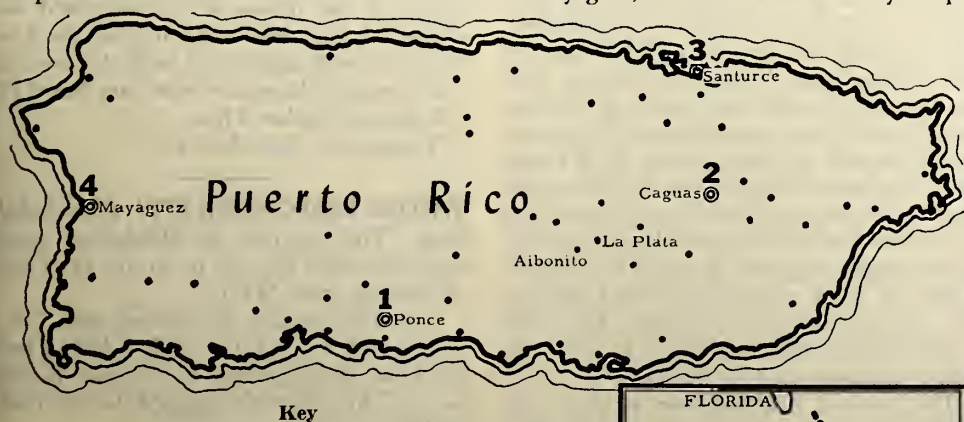 3
Santurce
2
4
Caguas
Mayaguez
Puerto Rico
La Plata
Aibonito
1
Ponce
Key
FLORIDA